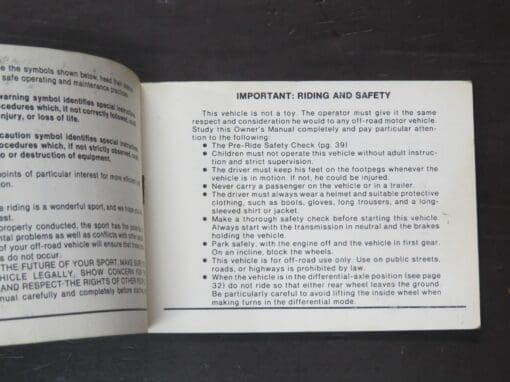 e the symbols shown below, heed their
safe operating and maintenance practices
warning symbol identifies special instructions
ocedures which, if not correctly followed, could
injury, or loss of life.
caution symbol identifies special instructions
ocedures which, if not strictly observed, could
to or destruction of equipment.
points of particular interest for more efficient and
ration.
e riding is a wonderful sport, and we trust you
est.
properly conducted, the sport has the
ntal problems as well as conflicts with other
of your off-road vehicle will ensure that
s do not occur.
THE FUTURE OF YOUR SPORT. MAKE SURE
HICLE LEGALLY, SHOW CONCERN FOR
AND RESPECT THE RIGHTS OF OTHER
nual carefully and completely before
IMPORTANT: RIDING AND SAFETY
This vehicle is not a toy. The operator must give it the same
respect and consideration he would to any off-road motor vehicle.
Study this Owner's Manual completely and pay particular atten-
tion to the following:
● The Pre-Ride Safety Check (pg. 39)
● Children must not operate this vehicle without adult instruc-
tion and strict supervision.
● The driver must keep his feet on the footpegs whenever the
vehicle is in motion. If not, he could be injured.
● Never carry a passenger on the vehicle or in a trailer.
● The driver must always wear a helmet and suitable protective
clothing, such as boots, gloves, long trousers, and a long-
sleeved shirt or jacket.
● Make a thorough safety check before starting this vehicle.
Always start with the transmission in neutral and the brakes
holding the vehicle.
● Park safely, with the engine off and the vehicle in first gear.
On an incline, block the wheels.
● This vehicle is for off-road use only. Use on public streets,
roads, or highways is prohibited by law.
● When the vehicle is in the differential-axle position (see page
32) do not ride so that either rear wheel leaves the ground.
Be particularly careful to avoid lifting the inside wheel when
making turns in the differential mode.